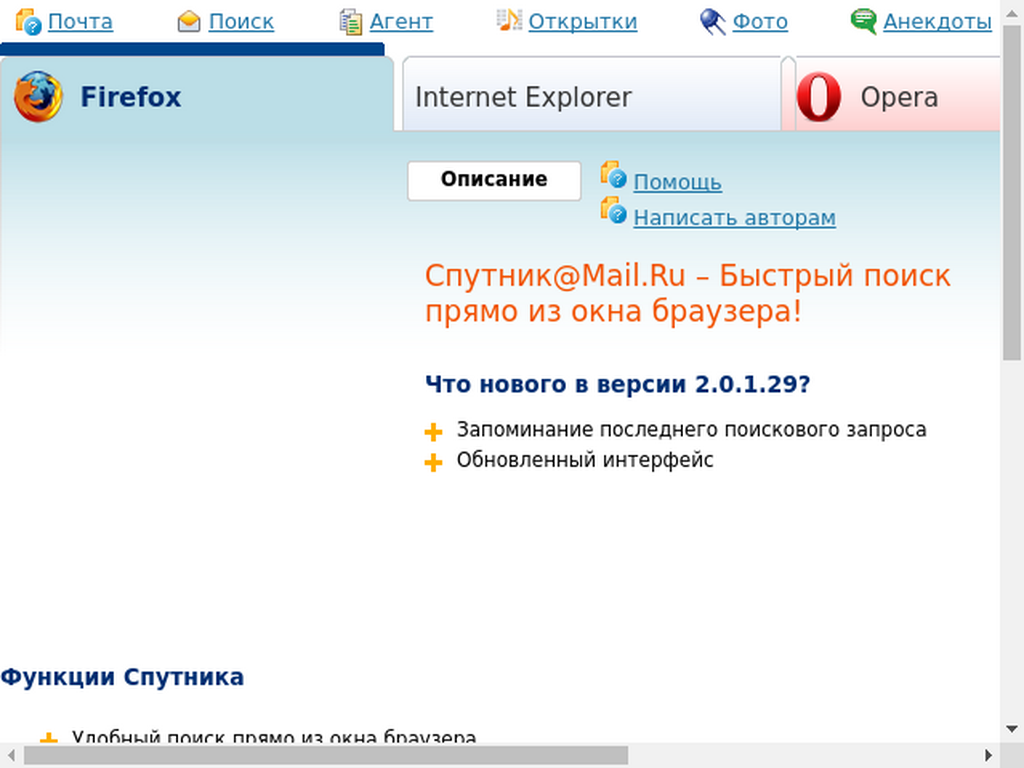 Почта Поиск Агент Открытки Фото Анекдоты
Firefox Internet Explorer Opera
Описание Помощь
Написать авторам
Спутник@Mail.Ru – Быстрый поиск
прямо из окна браузера!
Что нового в версии 2.0.1.29?
Запоминание последнего поискового запроса
Обновленный интерфейс
Функции Спутника
Удобный поиск прямо из окна браузера